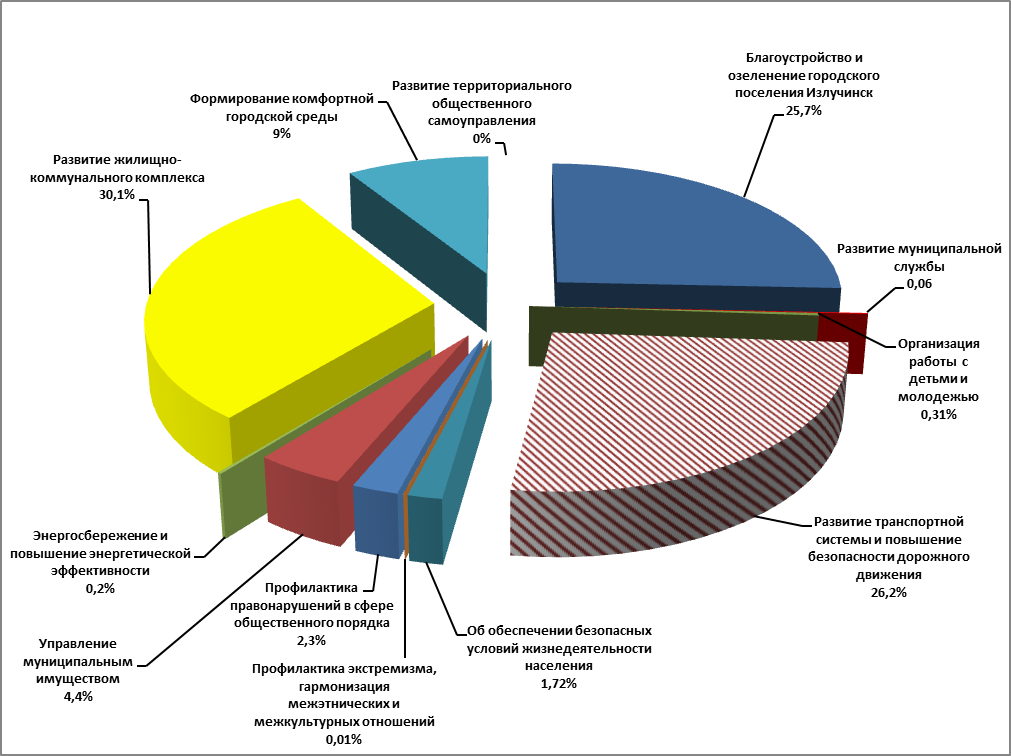 Благоустройство и
озеленение городского
поселения Излучинск
25,7%
Развитие муниципальной
службы
0,06
Организация
работы с
детьми и
молодежью
0,31%
Развитие транспортной
системы и повышение
безопасности дорожного
движения
26,2%
Об обеспечении безопасных
условий жизнедеятельности
населения
1,72%
Профилактика экстремизма,
гармонизация
межэтнических и
межкультурных отношений
0,01%
Профилактика
правонарушений в сфере
общественного порядка
2,3%
Управление
муниципальным
имуществом
4,4%
Энергосбережение и
повышение энергетической
эффективности
0,2%
Развитие жилищно-
коммунального комплекса
30,1%
Формирование комфортной
городской среды
9%
Развитие территориального
общественного
самоуправления
0%